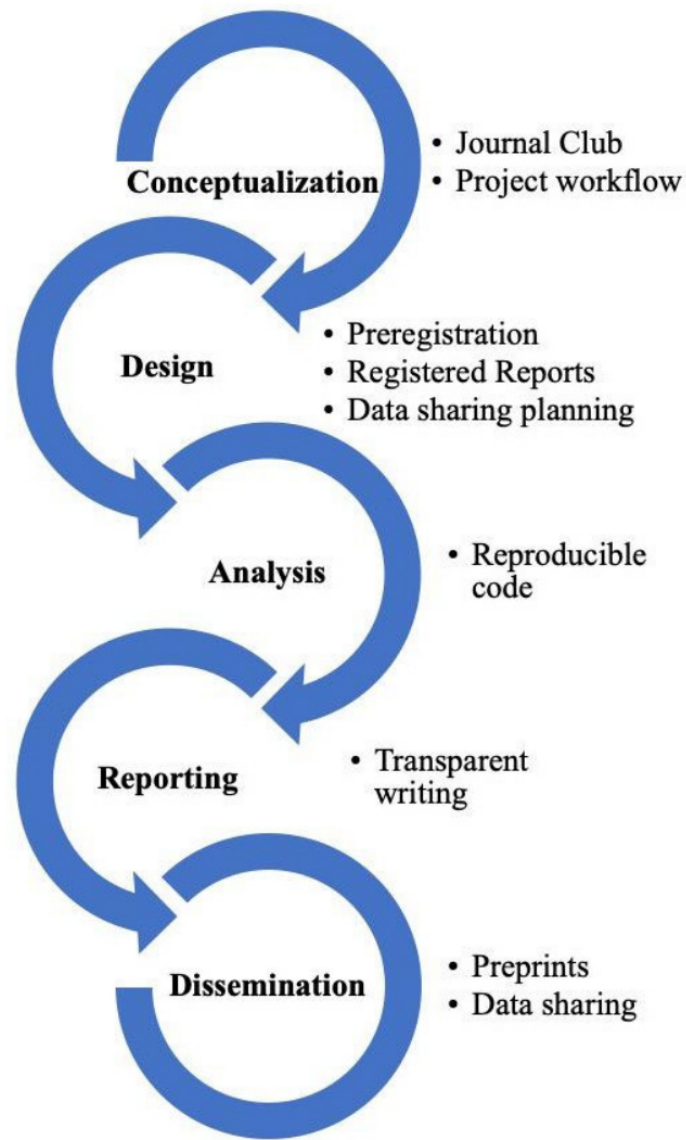 Conceptualization
• Journal Club
• Project workflow
Design
• Preregistration
• Registered Reports
• Data sharing planning
Analysis
• Reproducible
code
Reporting
• Transparent
writing
Dissemination
• Preprints
• Data sharing